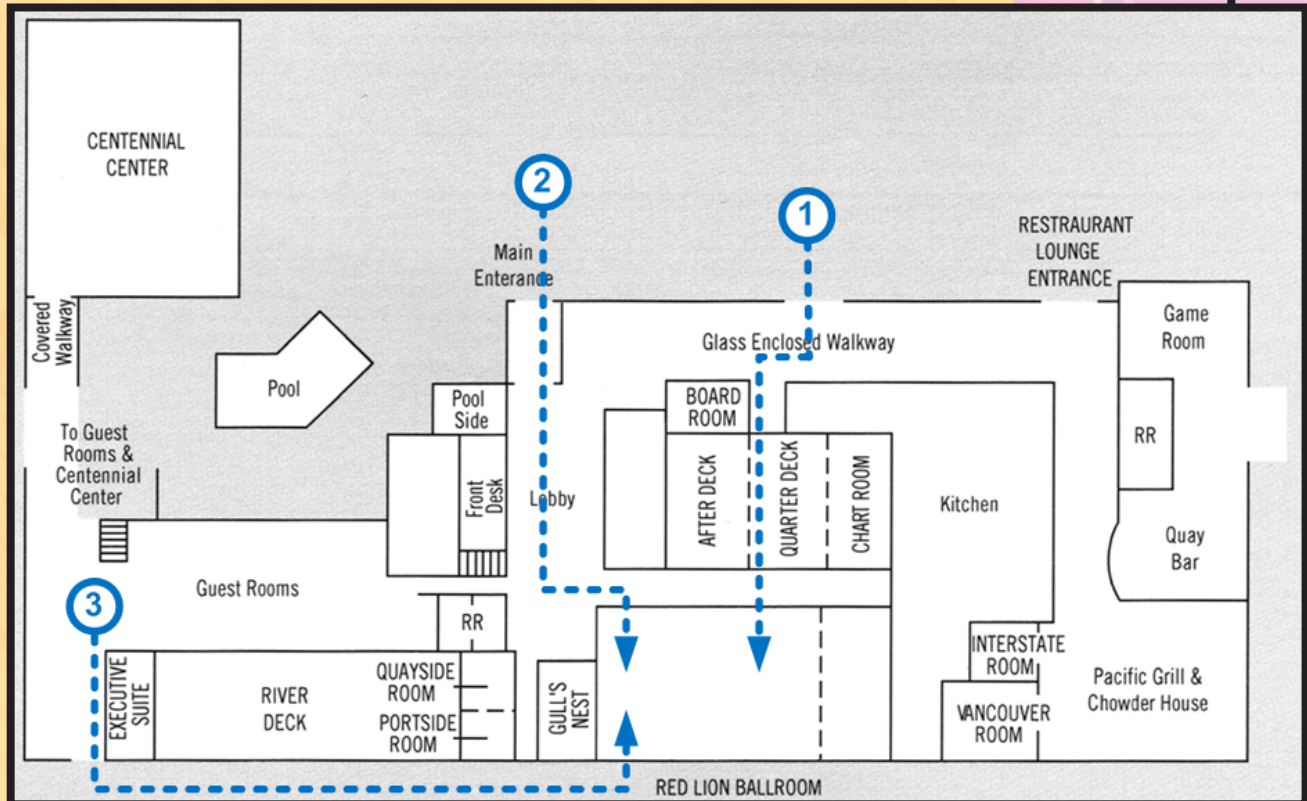 CENTENNIAL
CENTER
2
1
Main
Entrance
RESTRAURANT
LOUNGE
ENTRANCE
Covered
Walkway
Pool
Glass Enclosed Walkway
Game
Room
Pool
Side
BOARD
ROOM
RR
To Guest
Rooms &
Centennial
Center
Front
Desk
Lobby
AFTER DECK
QUARTER DECK
CHART ROOM
Kitchen
Quay
Bar
3
Guest Rooms
RR
EXECUTIVE
SUITE
RIVER
DECK
QUAYSIDE
ROOM
PORTSIDE
ROOM
GULL'S
NEST
INTERSTATE
ROOM
VANCOUVER
ROOM
Pacific Grill &
Chowder House
RED LION BALLROOM